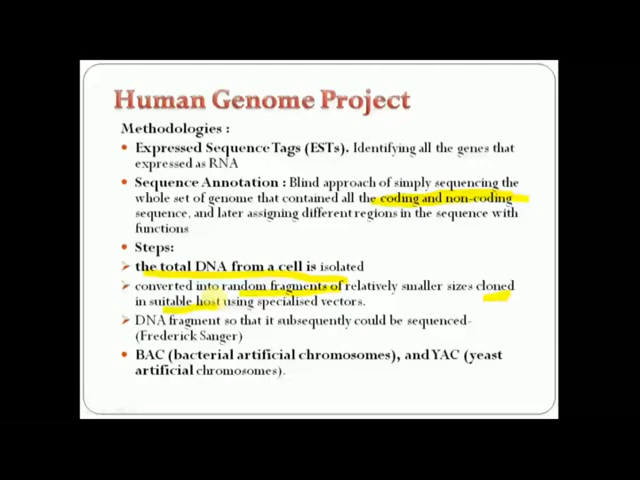 Human Genome Project
Methodologies :
• Expressed Sequence Tags (ESTs). Identifying all the genes that
expressed as RNA
• Sequence Annotation : Blind approach of simply sequencing the
whole set of genome that contained all the coding and non-coding
sequence, and later assigning different regions in the sequence with
functions
• Steps:
➢ the total DNA from a cell is isolated
➢ converted into random fragments of relatively smaller sizes cloned
in suitable host using specialised vectors.
➢ DNA fragment so that it subsequently could be sequenced-
(Frederick Sanger)
• BAC (bacterial artificial chromosomes), and YAC (yeast
artificial chromosomes).